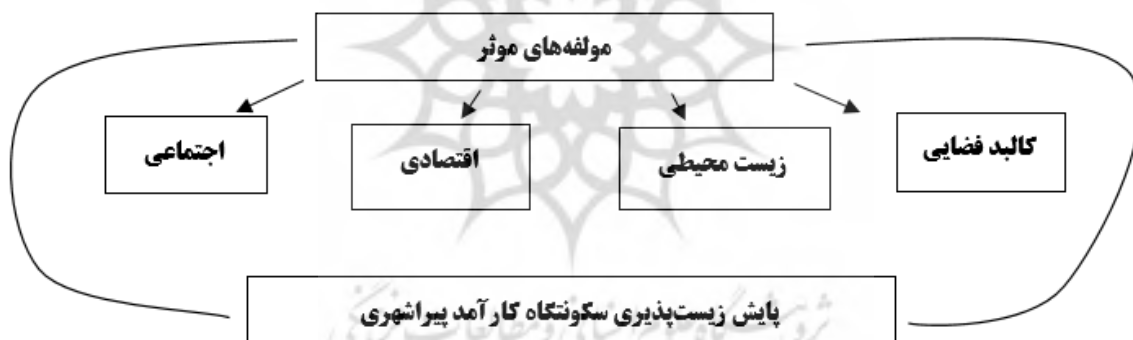 مولفه‌های موثر
کالبد فضایی
زیست محیطی
اقتصادی
اجتماعی
پایش زیست‌پذیری سکونتگاه کارآمد پیراشهری